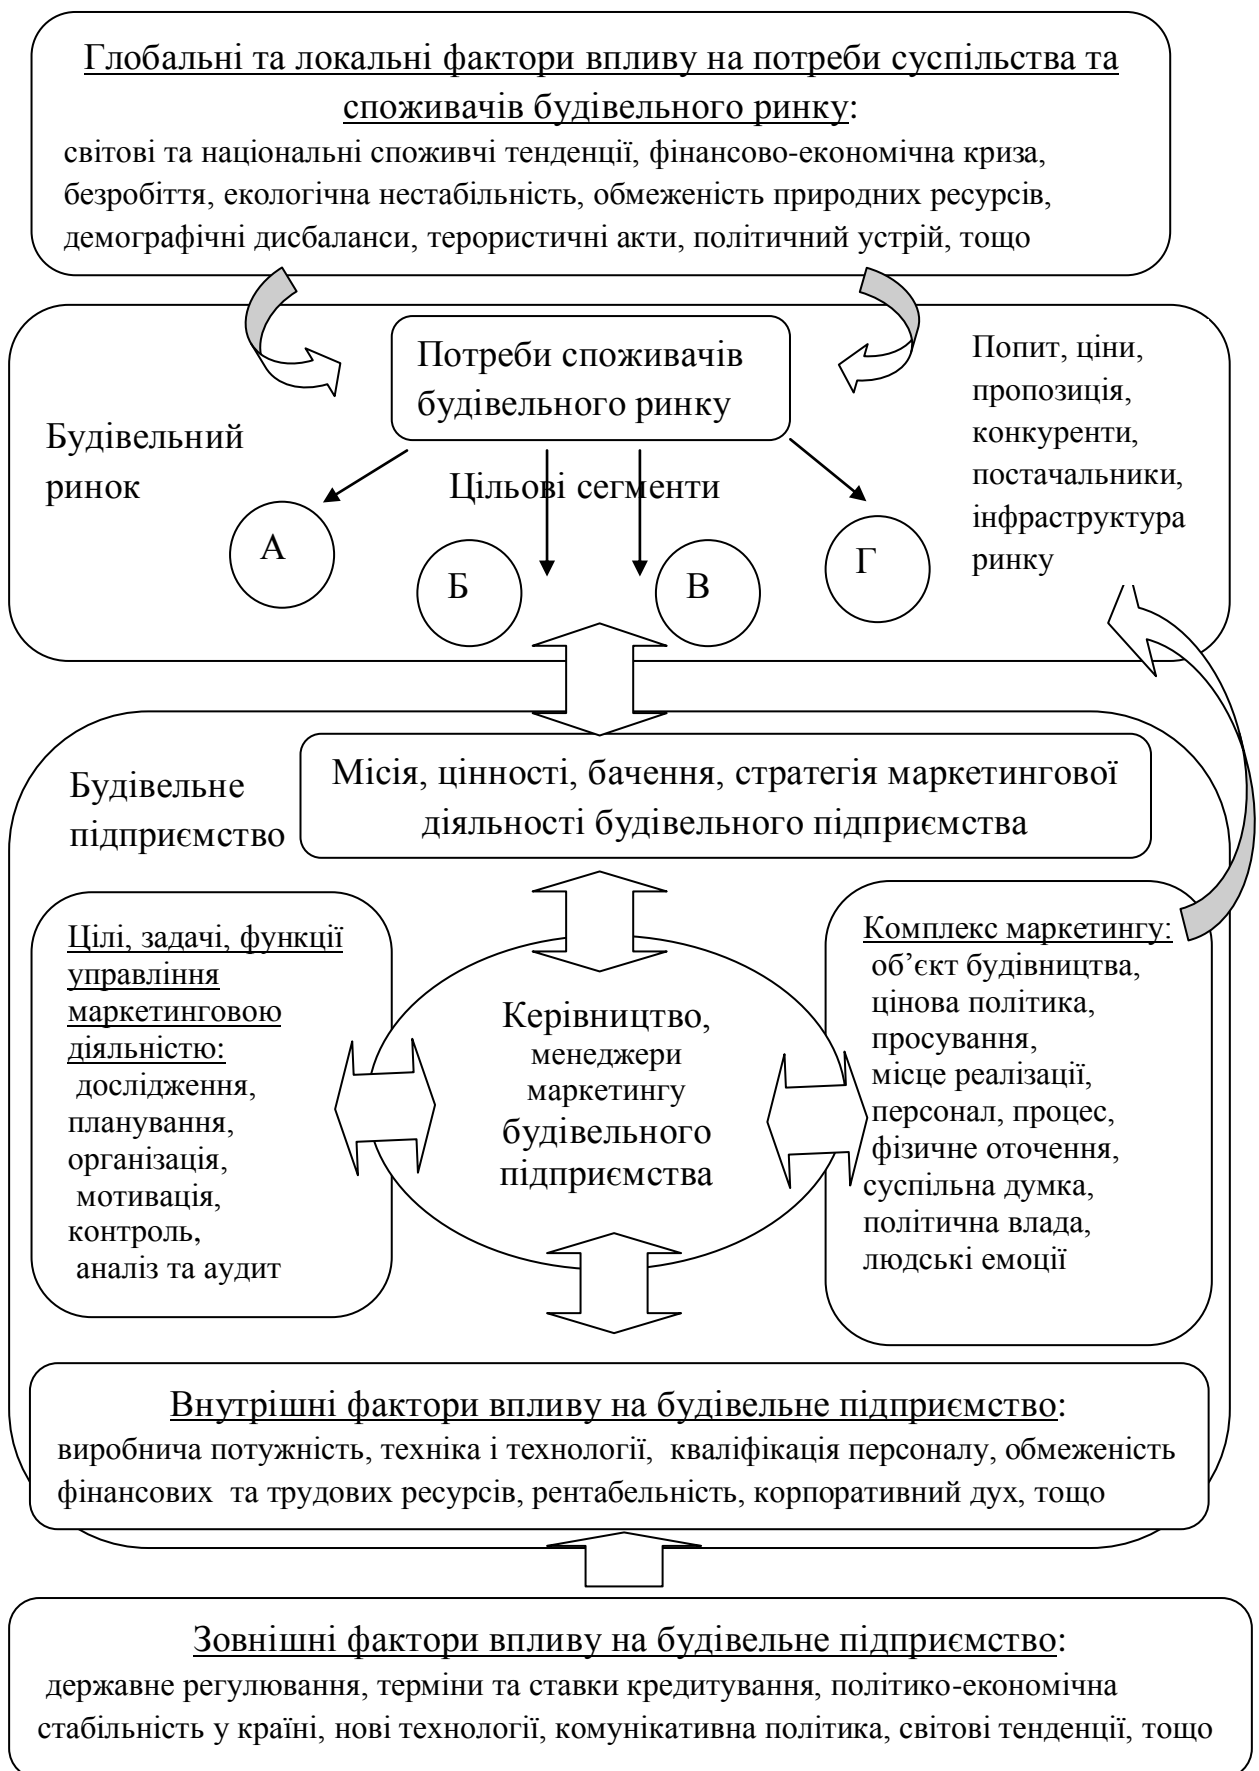 Глобальні та локальні фактори впливу на потреби суспільства та
споживачів будівельного ринку:
світові та національні споживчі тенденції, фінансово-економічна криза,
безробіття, екологічна нестабільність, обмеженість природних ресурсів,
демографічні дисбаланси, терористичні акти, політичний устрій, тощо
Потреби споживачів
будівельного ринку
Попит, ціни,
пропозиція,
конкуренти,
постачальники,
інфраструктура
ринку
Будівельний
ринок
Цільові сегменти
А
Б
В
Г
Будівельне
підприємство
Місія, цінності, бачення, стратегія маркетингової
діяльності будівельного підприємства
Цілі, задачі, функції
управління
маркетинговою
діяльністю:
дослідження,
планування,
організація,
мотивація,
контроль,
аналіз та аудит
Керівництво,
менеджери
маркетингу
будівельного
підприємства
Комплекс маркетингу:
об’єкт будівництва,
цінова політика,
просування,
місце реалізації,
персонал, процес,
фізичне оточення,
суспільна думка,
політична влада,
людські емоції
Внутрішні фактори впливу на будівельне підприємство:
виробнича потужність, техніка і технології, кваліфікація персоналу, обмеженість
фінансових та трудових ресурсів, рентабельність, корпоративний дух, тощо
Зовнішні фактори впливу на будівельне підприємство:
державне регулювання, терміни та ставки кредитування, політико-економічна
стабільність у країні, нові технології, комунікативна політика, світові тенденції, тощо